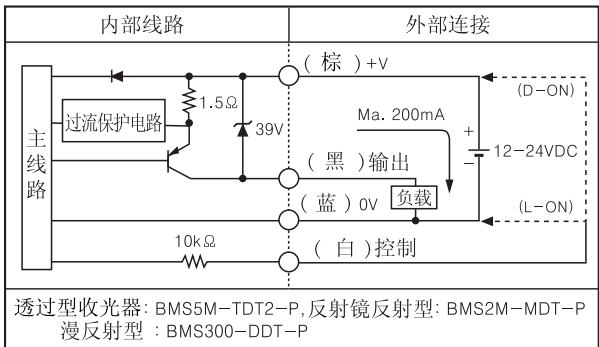 内部线路
外部连接
(棕)+V
(D-ON)
1.5Ω
过流保护电路
39V
Ma. 200mA
+
12-24VDC
-
主线路
(黑)输出
负载
(蓝)0V
(L-ON)
10kΩ
(白)控制
透过型收光器: BMS5M-TDT2-P,反射镜反射型: BMS2M-MDT-P
漫反射型 : BMS300-DDT-P